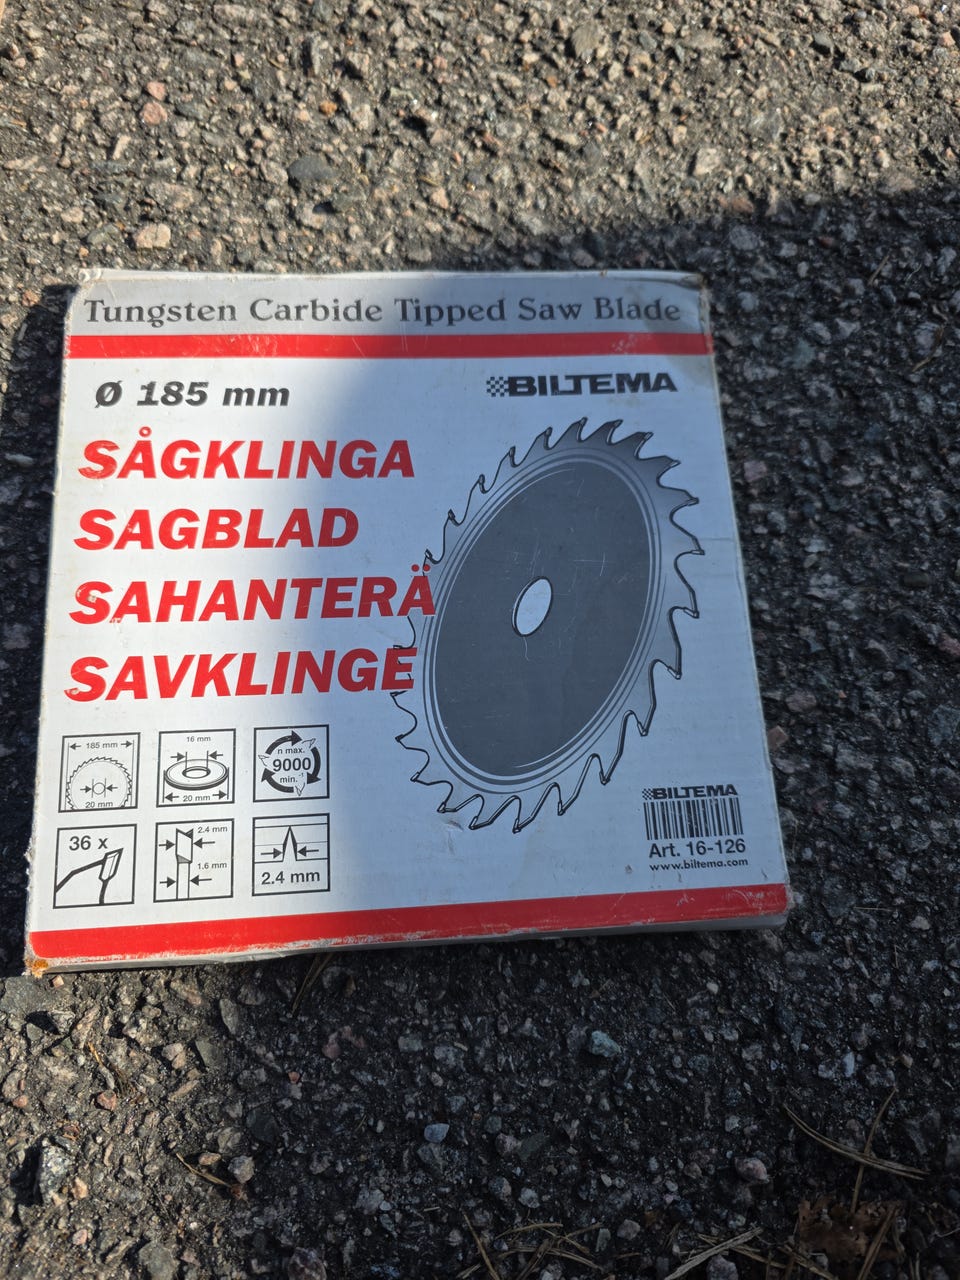 Tungsten Carbide Tipped Saw Blade
Ø 185 mm
BILTEMA
SÅGKLINGA
SAGBLAD
SAHANTERÄ
SAVKLINGE
185 mm
20 mm
16 mm
20 mm
n max.
9000
min.⁻¹
36 x
2.4 mm
1.6 mm
2.4 mm
BILTEMA
Art. 16-126
www.biltema.com